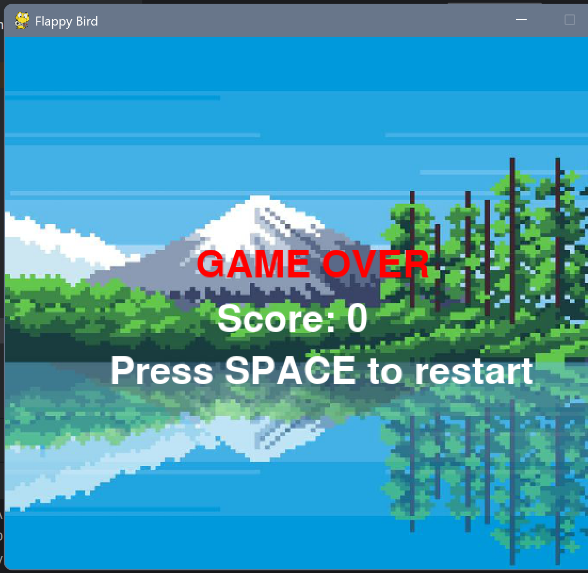 Flappy Bird
GAME OVER
Score: 0
Press SPACE to restart